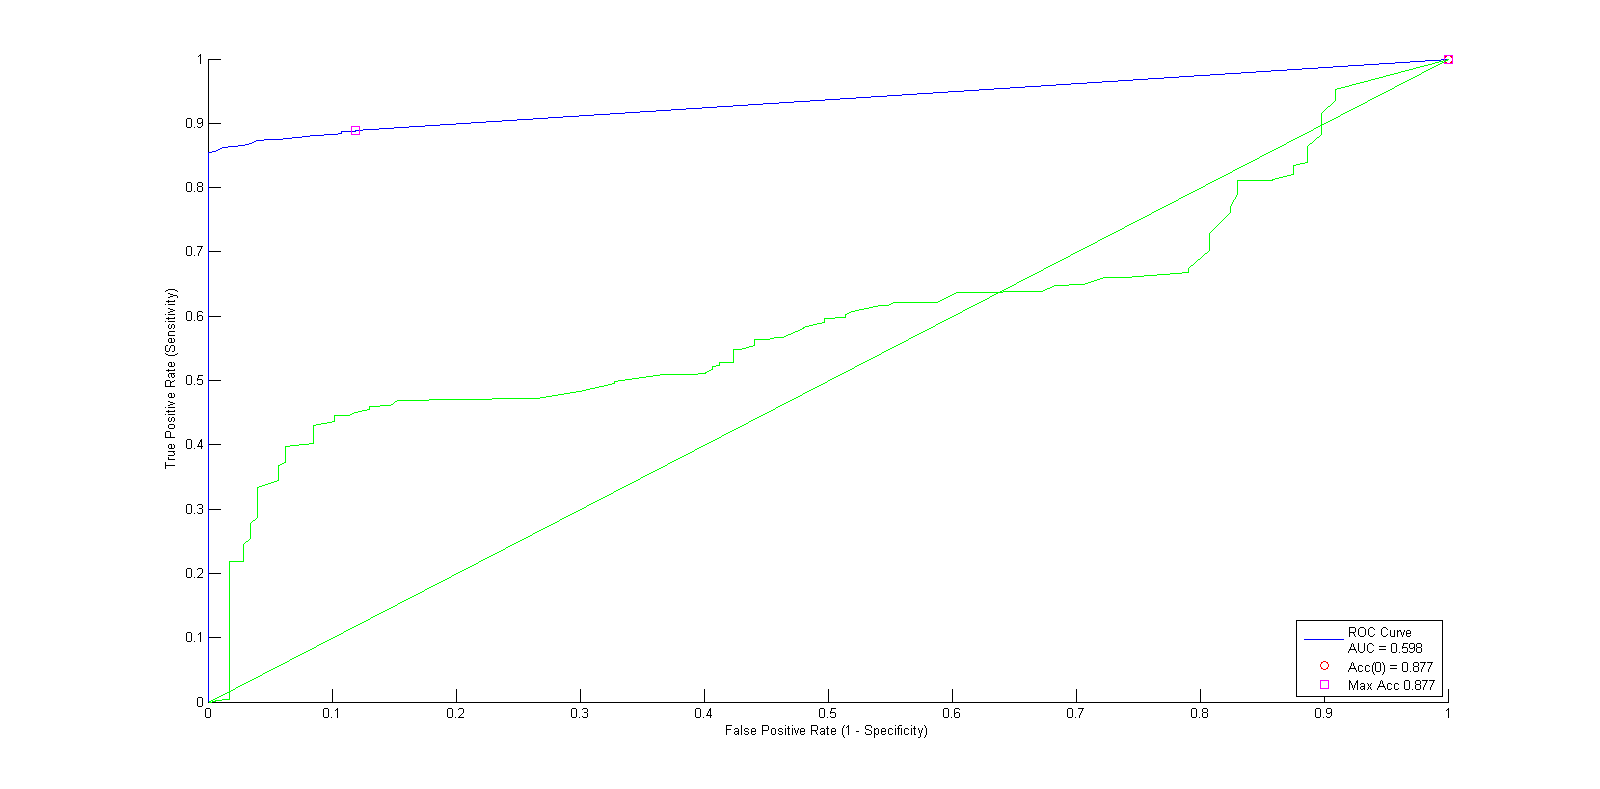 1
0.9
0.8
0.7
0.6
0.5
0.4
0.3
0.2
0.1
0
True Positive Rate (Sensitivity)
0 0.1 0.2 0.3 0.4 0.5 0.6 0.7 0.8 0.9 1
False Positive Rate (1 - Specificity)
ROC Curve
AUC = 0.598
Acc(0) = 0.877
Max Acc 0.877